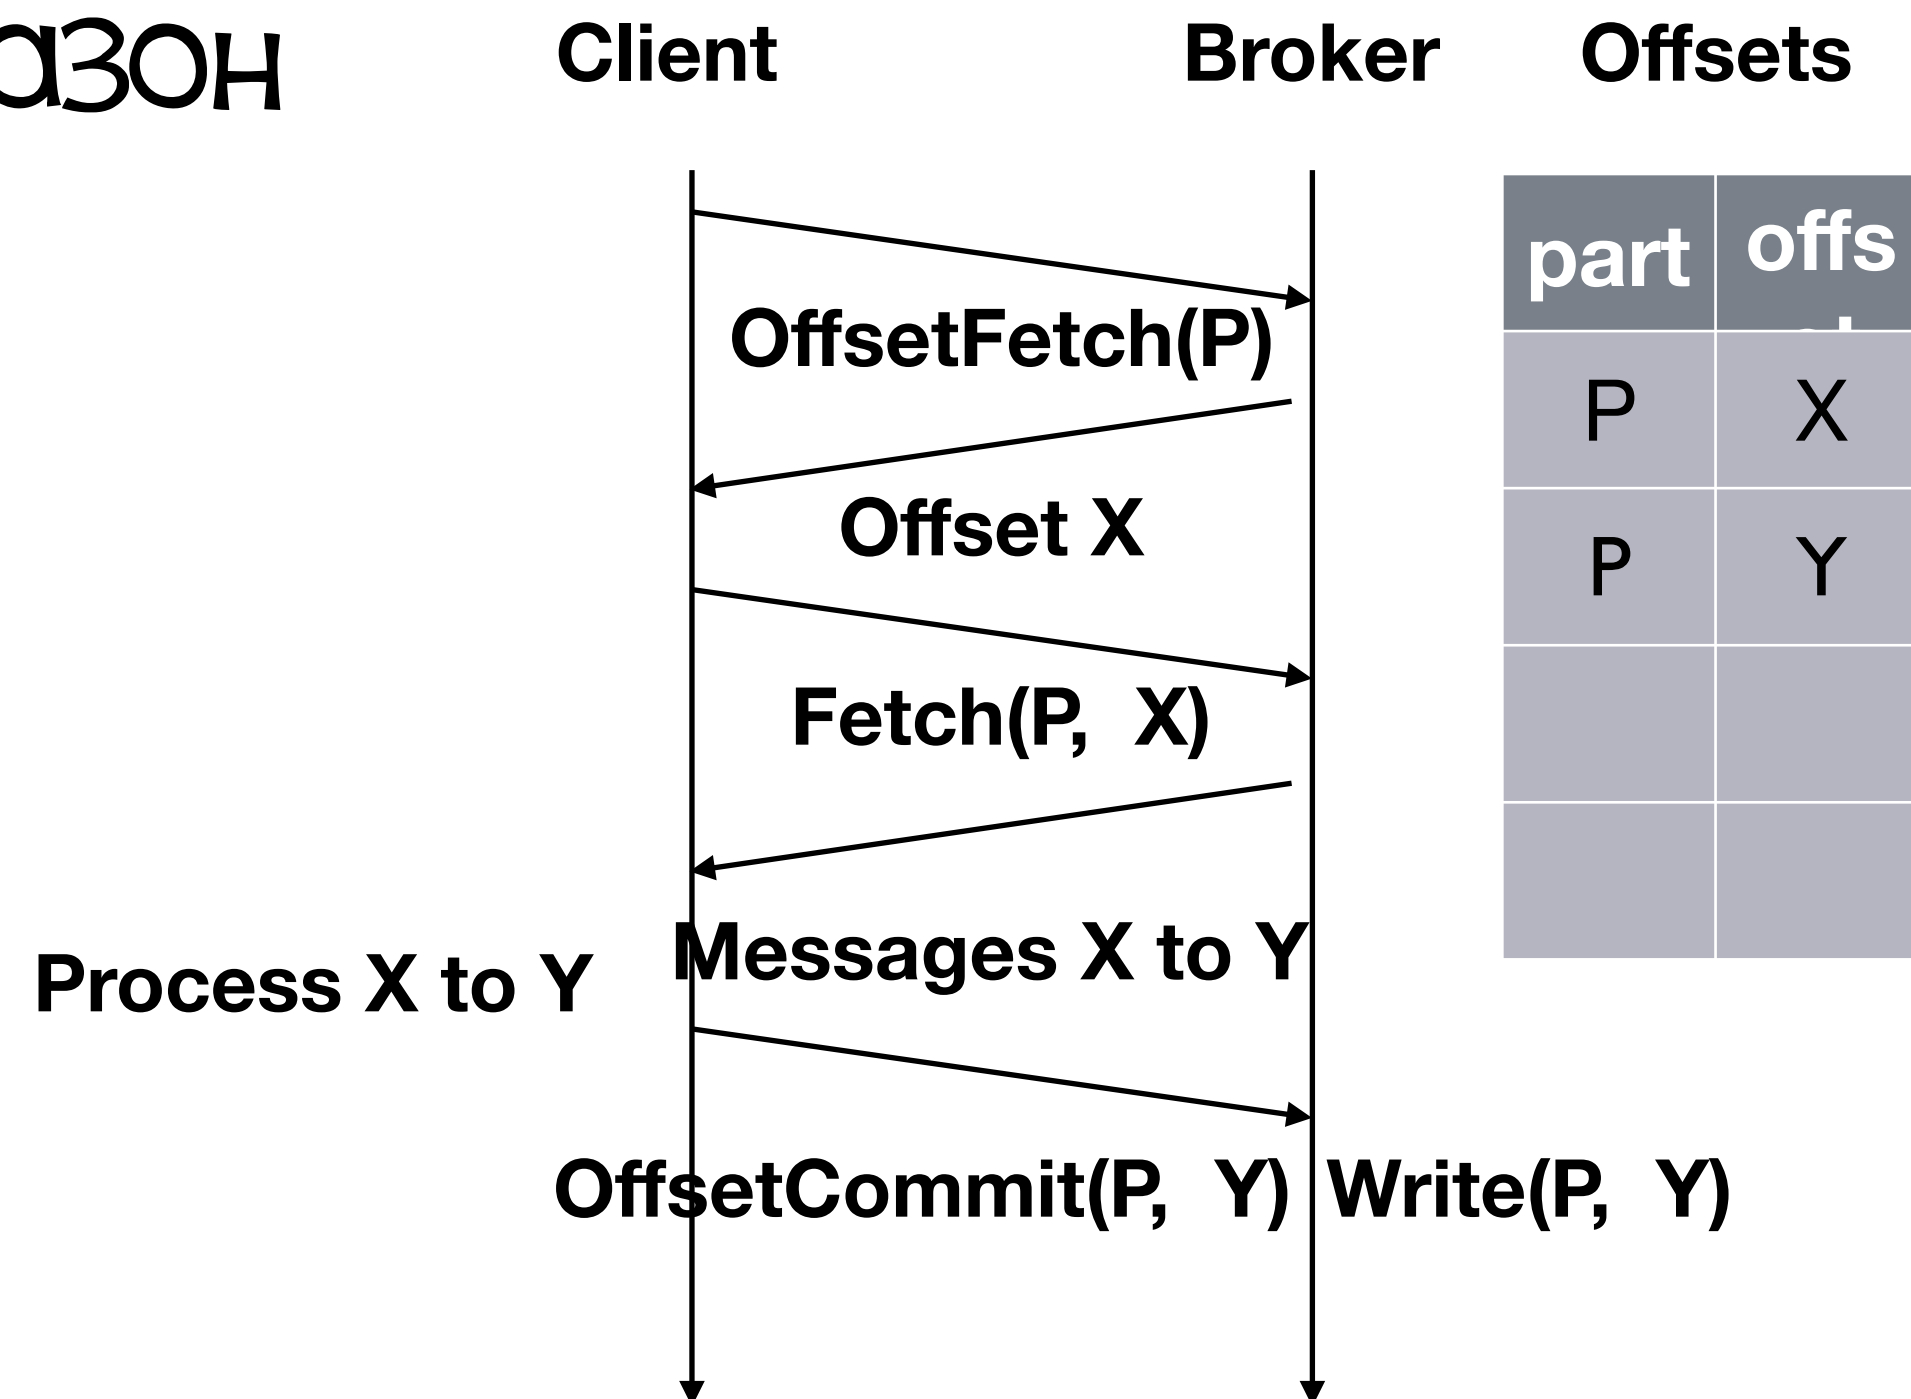 Client
Broker
Offsets
part
offs
OffsetFetch(P)
P
X
Offset X
P
Y
Fetch(P, X)
Messages X to Y
Process X to Y
OffsetCommit(P, Y)
Write(P, Y)